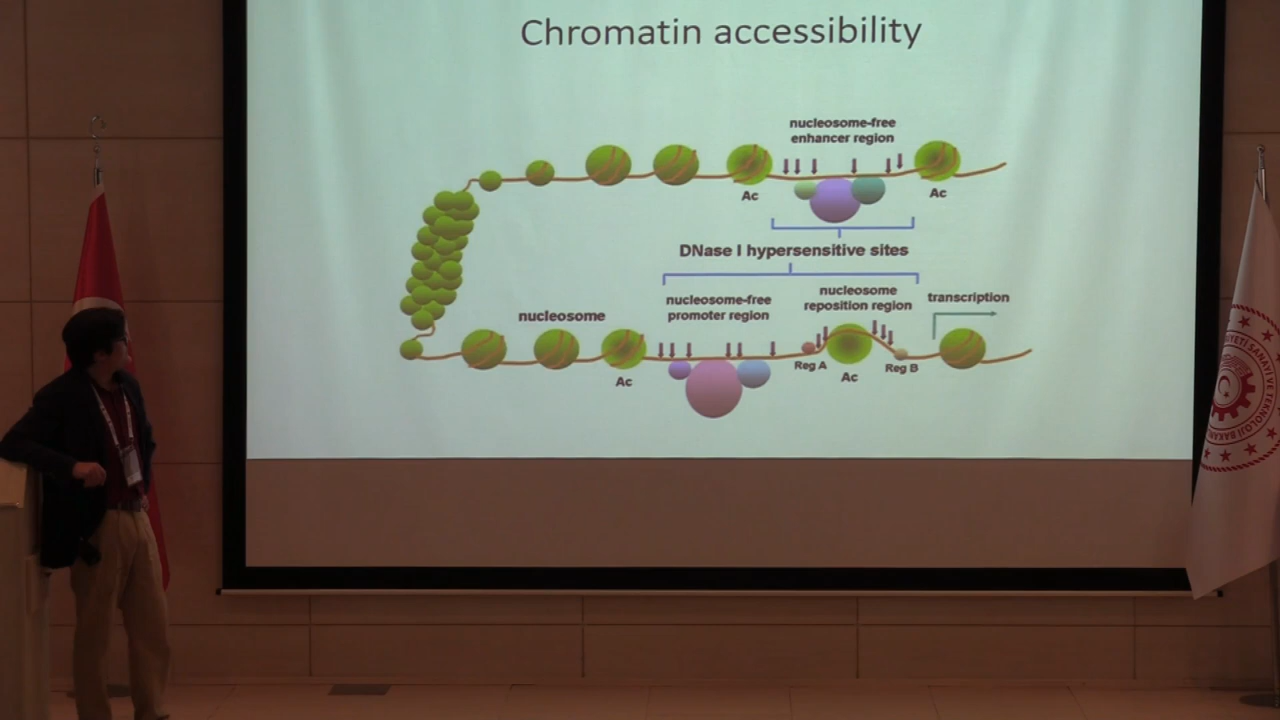 Chromatin accessibility
nucleosome-free
enhancer region
Ac
Ac
DNase I hypersensitive sites
nucleosome-free
promoter region
nucleosome
reposition region
transcription
nucleosome
Ac
Reg A
Ac
Reg B